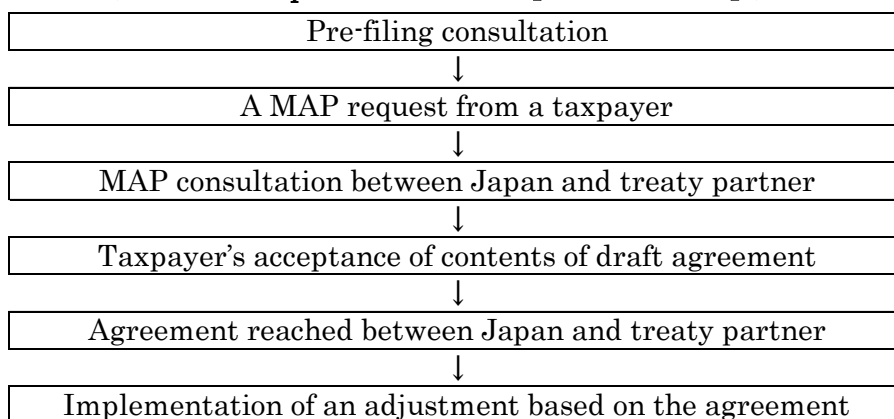 Pre-filing consultation
↓
A MAP request from a taxpayer
↓
MAP consultation between Japan and treaty partner
↓
Taxpayer's acceptance of contents of draft agreement
↓
Agreement reached between Japan and treaty partner
↓
Implementation of an adjustment based on the agreement